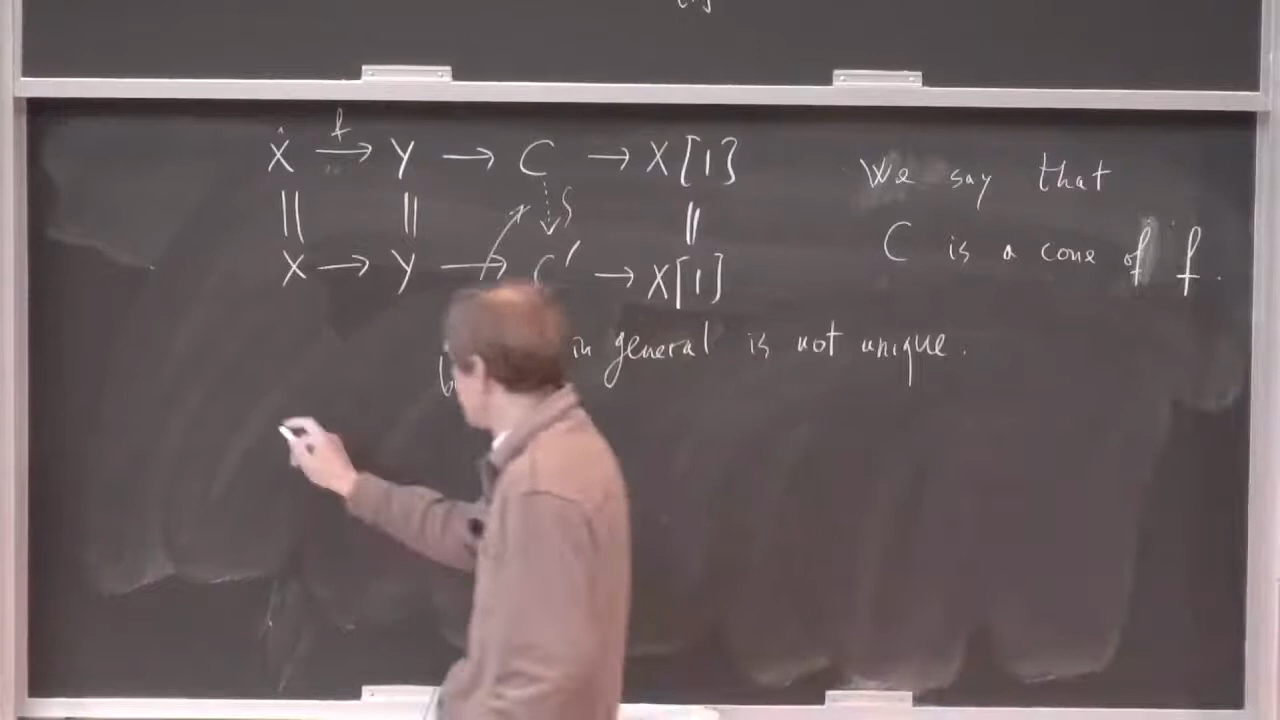 X —f→ Y → C → X[1]
|| || ⇣ ∫ ||
X → Y → C′ → X[1]
in general is not unique.
We say that
C is a cone of f.